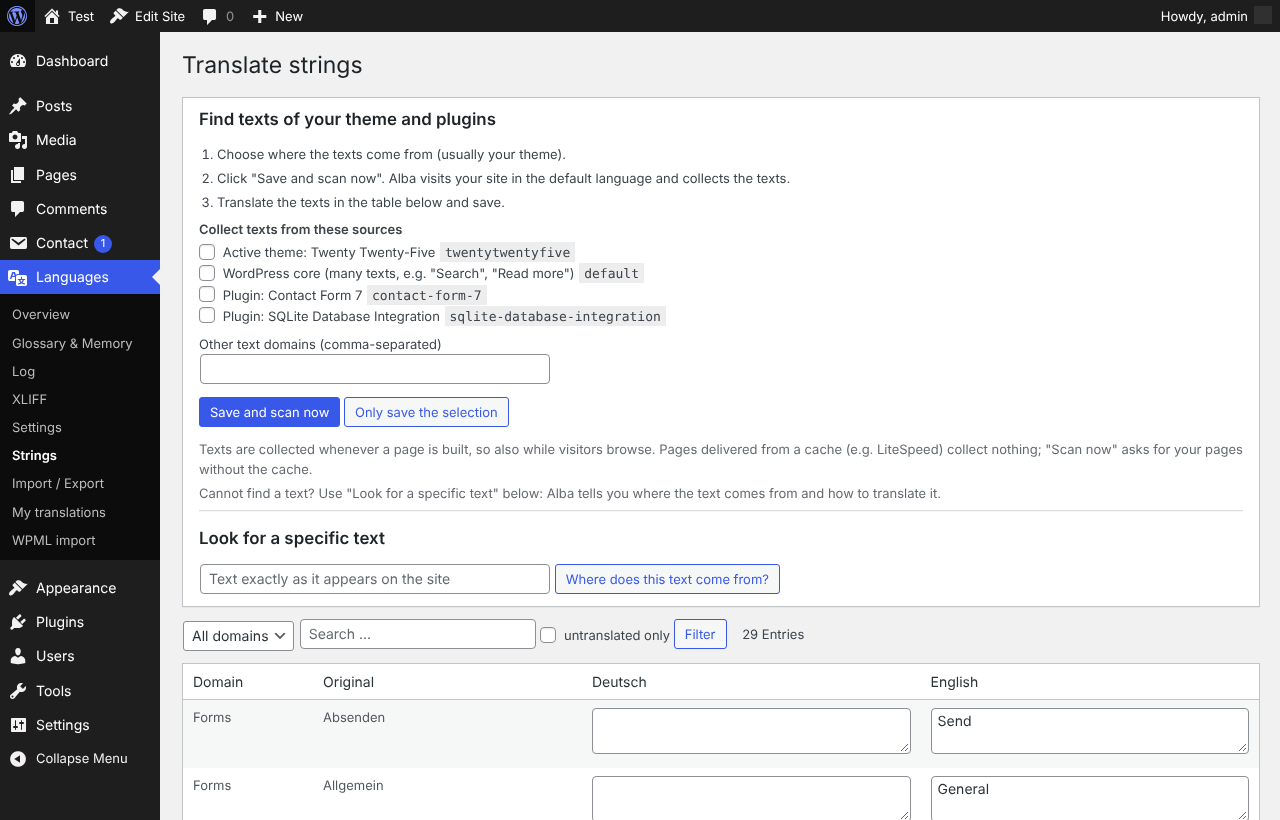 Test
Edit Site
0
New
Howdy, admin
Dashboard
Posts
Media
Pages
Comments
Contact 1
Languages
Overview
Glossary & Memory
Log
XLIFF
Settings
Strings
Import / Export
My translations
WPML import
Appearance
Plugins
Users
Tools
Settings
Collapse Menu
Translate strings
Find texts of your theme and plugins
1. Choose where the texts come from (usually your theme).
2. Click "Save and scan now". Alba visits your site in the default language and collects the texts.
3. Translate the texts in the table below and save.
Collect texts from these sources
Active theme: Twenty Twenty-Five twentytwentyfive
WordPress core (many texts, e.g. "Search", "Read more") default
Plugin: Contact Form 7 contact-form-7
Plugin: SQLite Database Integration sqlite-database-integration
Other text domains (comma-separated)
Save and scan now
Only save the selection
Texts are collected whenever a page is built, so also while visitors browse. Pages delivered from a cache (e.g. LiteSpeed) collect nothing; "Scan now" asks for your pages
without the cache.
Cannot find a text? Use "Look for a specific text" below: Alba tells you where the text comes from and how to translate it.
Look for a specific text
Text exactly as it appears on the site
Where does this text come from?
All domains
Search ...
untranslated only
Filter
29 Entries
Domain Original Deutsch English
Forms Absenden Send
Forms Allgemein General